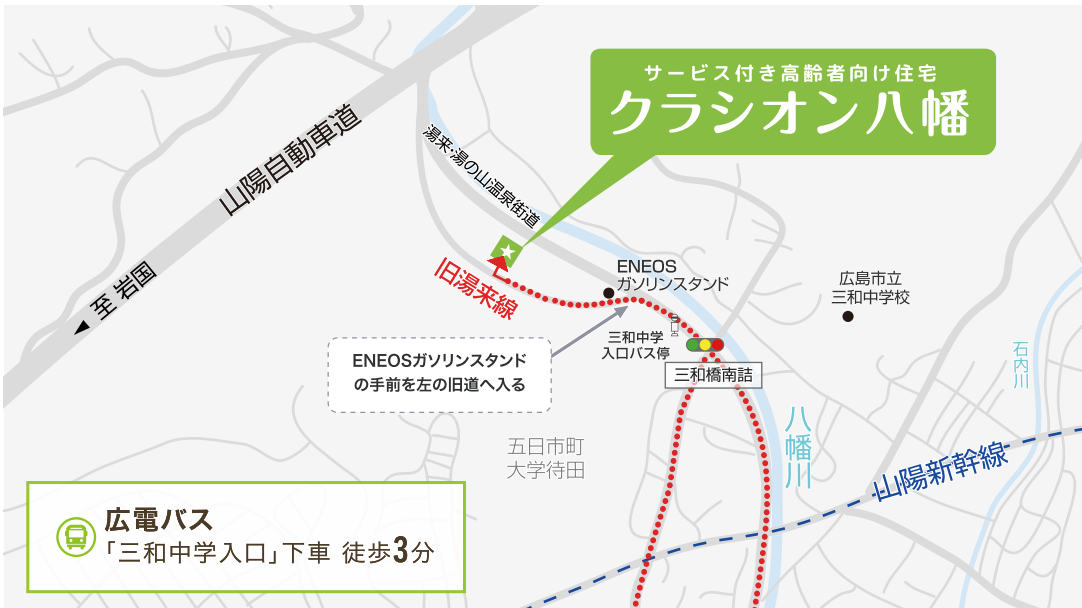 サービス付き高齢者向け住宅
クラシオン八幡
湯来・湯の山温泉街道
山陽自動車道
至 岩国
旧湯来線
ENEOS
ガソリンスタンド
広島市立
三和中学校
三和中学
入口バス停
三和橋南詰
ENEOSガソリンスタンド
の手前を左の旧道へ入る
石内川
八幡川
五日市町
大学待田
山陽新幹線
広電バス
「三和中学入口」下車 徒歩3分